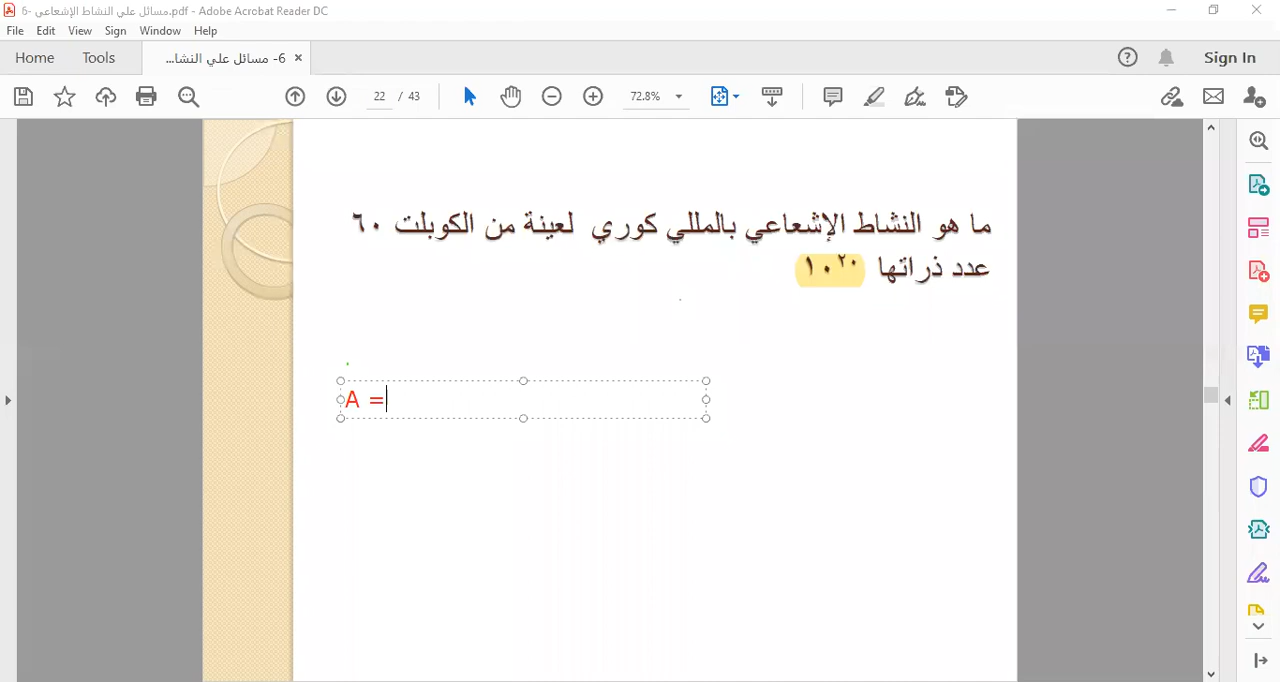 6- مسائل علي النشاط الإشعاعي.pdf - Adobe Acrobat Reader DC
File Edit View Sign Window Help
Home Tools 6- مسائل علي النشا... × Sign In
22 / 43 72.8%
ما هو النشاط الإشعاعي بالمللي كوري لعينة من الكوبلت ٦٠
عدد ذراتها ١٠²⁰
A =